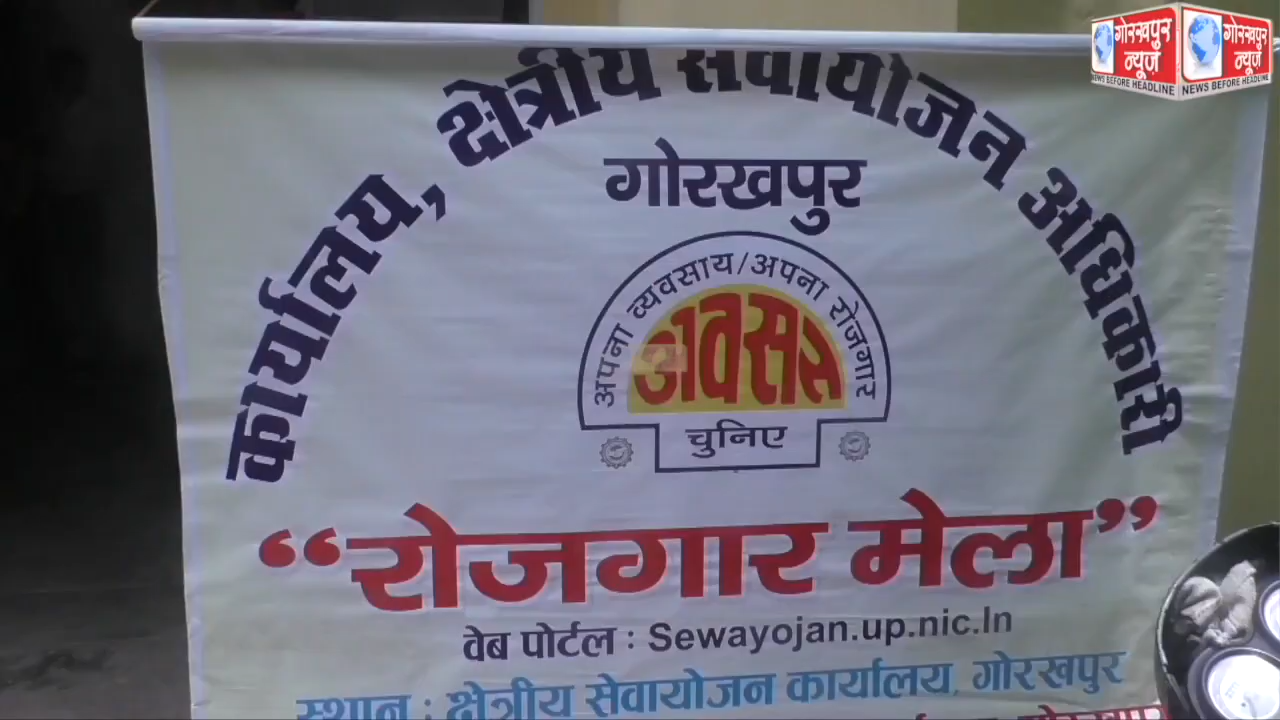 गोरखपुर न्यूज़
NEWS BEFORE HEADLINE
गोरखपुर न्यूज़
NEWS BEFORE HEADLINE
कार्यालय, क्षेत्रीय सेवायोजन अधिकारी
गोरखपुर
अपना व्यवसाय/अपना रोजगार
अवसर
चुनिए
“रोजगार मेला”
वेब पोर्टल : Sewayojan.up.nic.In
स्थान : क्षेत्रीय सेवायोजन कार्यालय, गोरखपुर